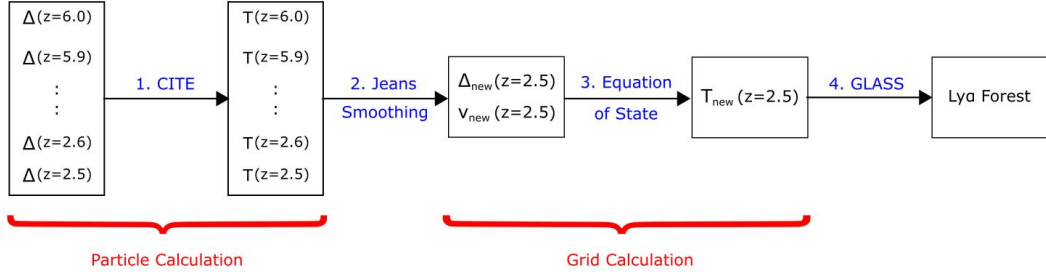 Δ(z=6.0)
Δ(z=5.9)
⋮
Δ(z=2.6)
Δ(z=2.5)
1. CITE
T(z=6.0)
T(z=5.9)
⋮
T(z=2.6)
T(z=2.5)
2. Jeans
Smoothing
Δnew(z=2.5)
vnew(z=2.5)
3. Equation
of State
Tnew(z=2.5)
4. GLASS
Lyα Forest
Particle Calculation
Grid Calculation